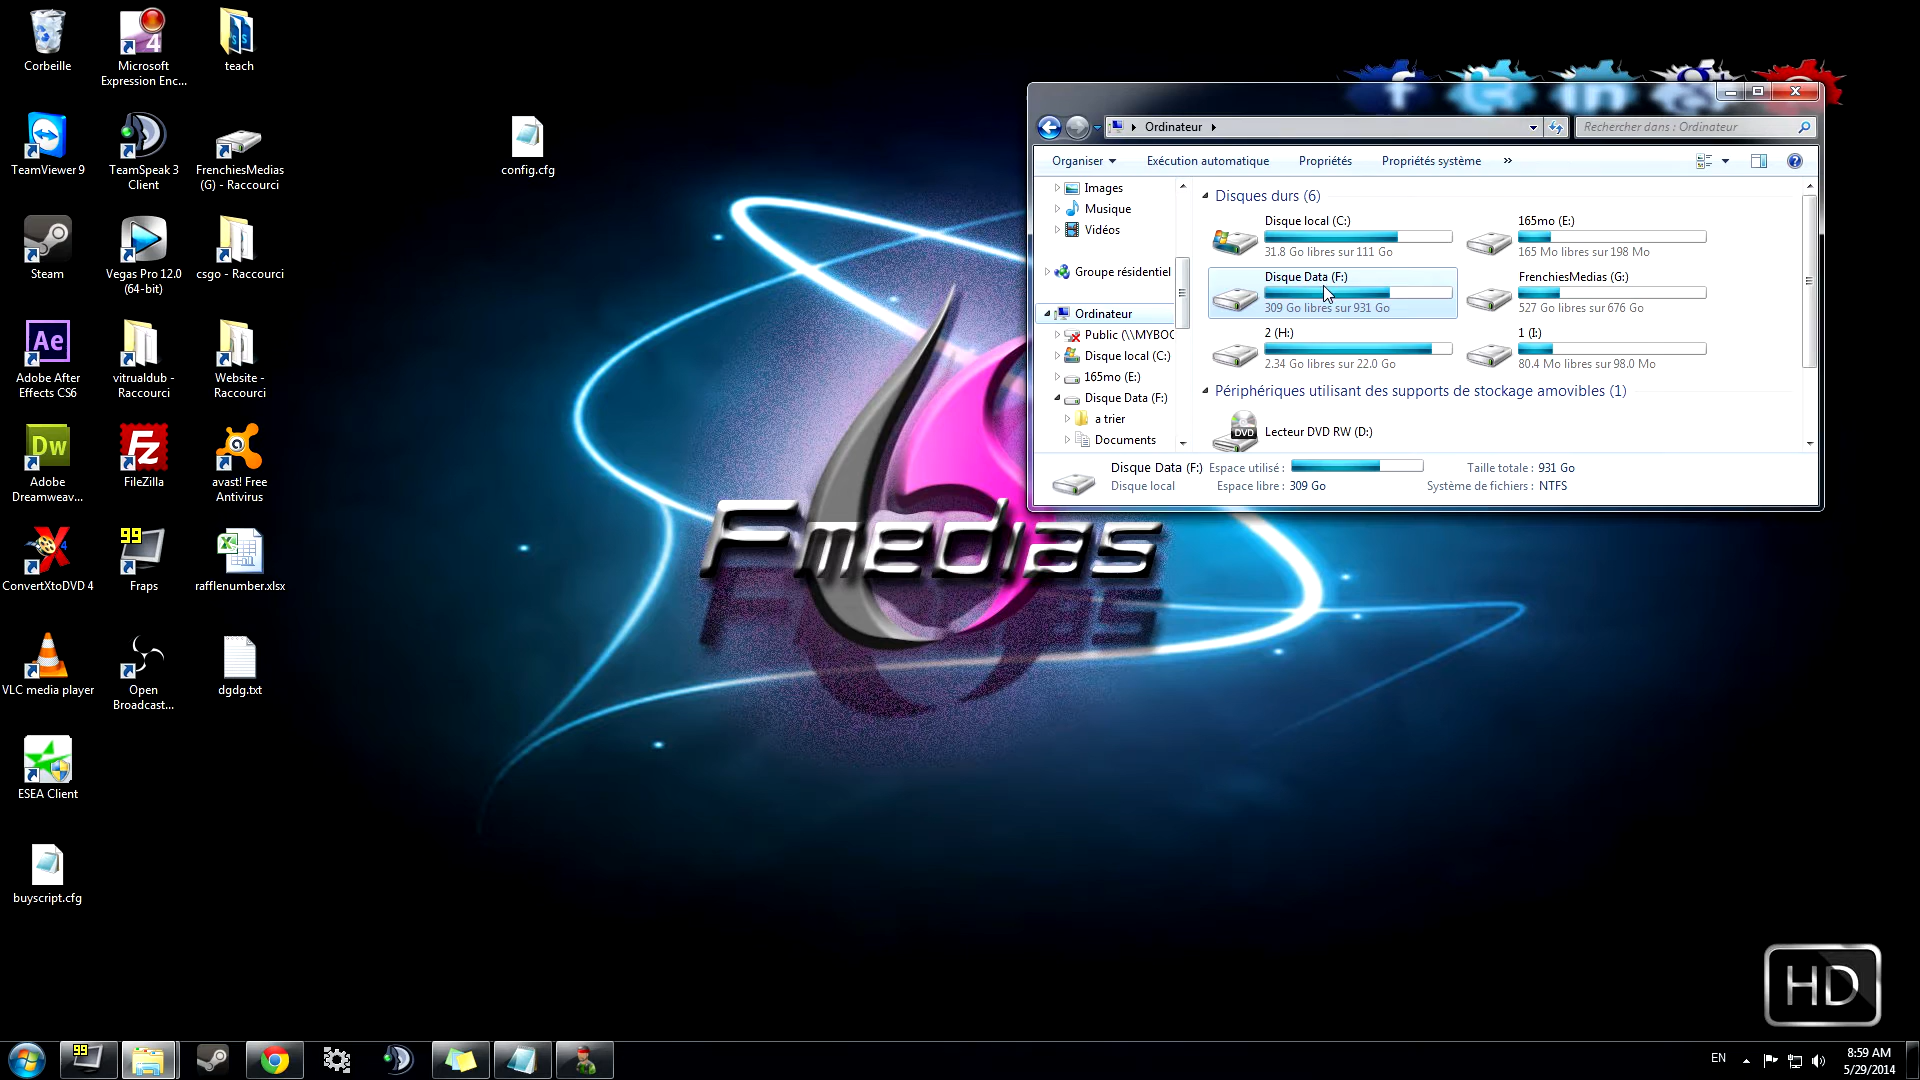 Corbeille
Microsoft
Expression Enc...
teach
TeamViewer 9
TeamSpeak 3
Client
FrenchiesMedias
(G) - Raccourci
Steam
Vegas Pro 12.0
(64-bit)
csgo - Raccourci
Adobe After
Effects CS6
vitrualdub -
Raccourci
Website -
Raccourci
Adobe
Dreamweav...
FileZilla
avast! Free
Antivirus
ConvertXtoDVD 4
Fraps
rafflenumber.xlsx
VLC media player
Open
Broadcast...
dgdg.txt
ESEA Client
buyscript.cfg
config.cfg
Ae
Dw
Fz
99
Fmedias
Ordinateur
Rechercher dans : Ordinateur
Organiser
Exécution automatique
Propriétés
Propriétés système
»
Images
Musique
Vidéos
Groupe résidentiel
Ordinateur
Public (\\MYBOO
Disque local (C:)
165mo (E:)
Disque Data (F:)
a trier
Documents
Disques durs (6)
Disque local (C:)
31.8 Go libres sur 111 Go
165mo (E:)
165 Mo libres sur 198 Mo
Disque Data (F:)
309 Go libres sur 931 Go
FrenchiesMedias (G:)
527 Go libres sur 676 Go
2 (H:)
2.34 Go libres sur 22.0 Go
1 (I:)
80.4 Mo libres sur 98.0 Mo
Périphériques utilisant des supports de stockage amovibles (1)
DVD
Lecteur DVD RW (D:)
Disque Data (F:)
Espace utilisé :
Taille totale : 931 Go
Disque local
Espace libre : 309 Go
Système de fichiers : NTFS
HD
99
EN
8:59 AM
5/29/2014